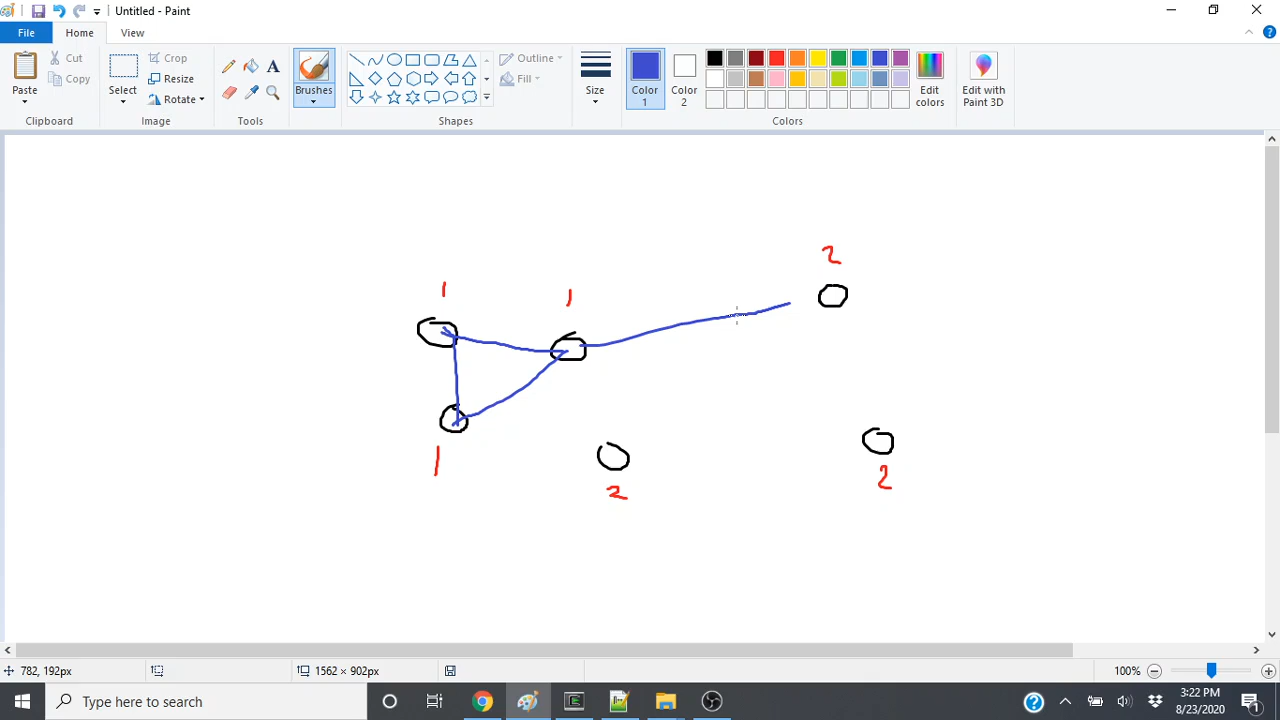 Untitled - Paint
File Home View
Paste
Cut
Copy
Clipboard
Select
Crop
Resize
Rotate
Image
A
Tools
Brushes
Shapes
Outline
Fill
Size
Color 1
Color 2
Colors
Edit colors
Edit with Paint 3D
2
1 1
1
2
2
782, 192px
1562 × 902px
100%
Type here to search
3:22 PM
8/23/2020
1